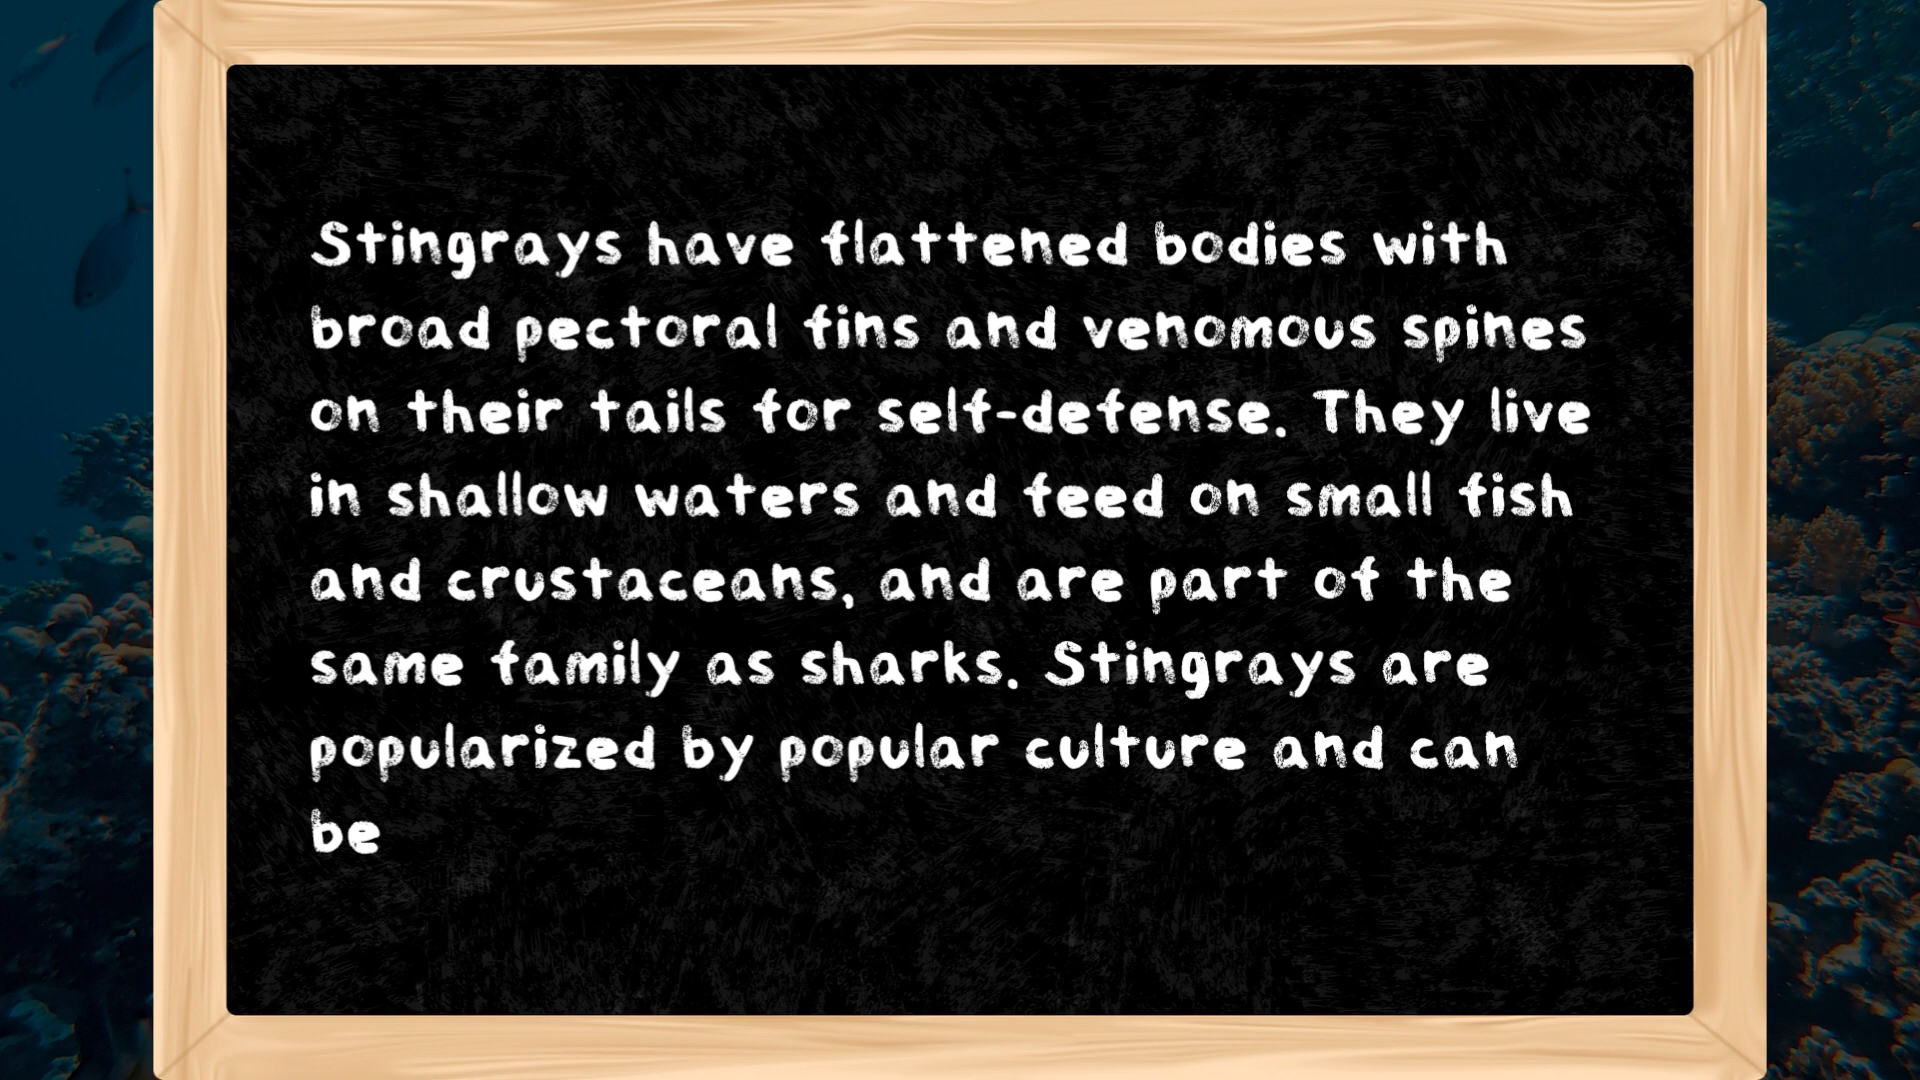 Stingrays have flattened bodies with
broad pectoral fins and venomous spines
on their tails for self-defense. They live
in shallow waters and feed on small fish
and crustaceans, and are part of the
same family as sharks. Stingrays are
popularized by popular culture and can
be